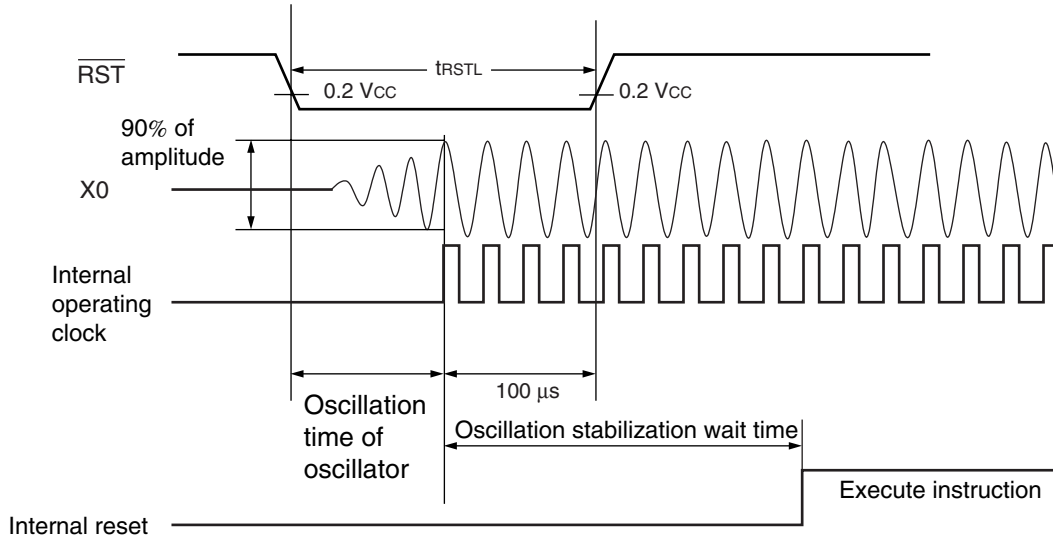 RST
tRSTL
0.2 VCC
0.2 VCC
90% of
amplitude
X0
Internal
operating
clock
100 µs
Oscillation
time of
oscillator
Oscillation stabilization wait time
Execute instruction
Internal reset